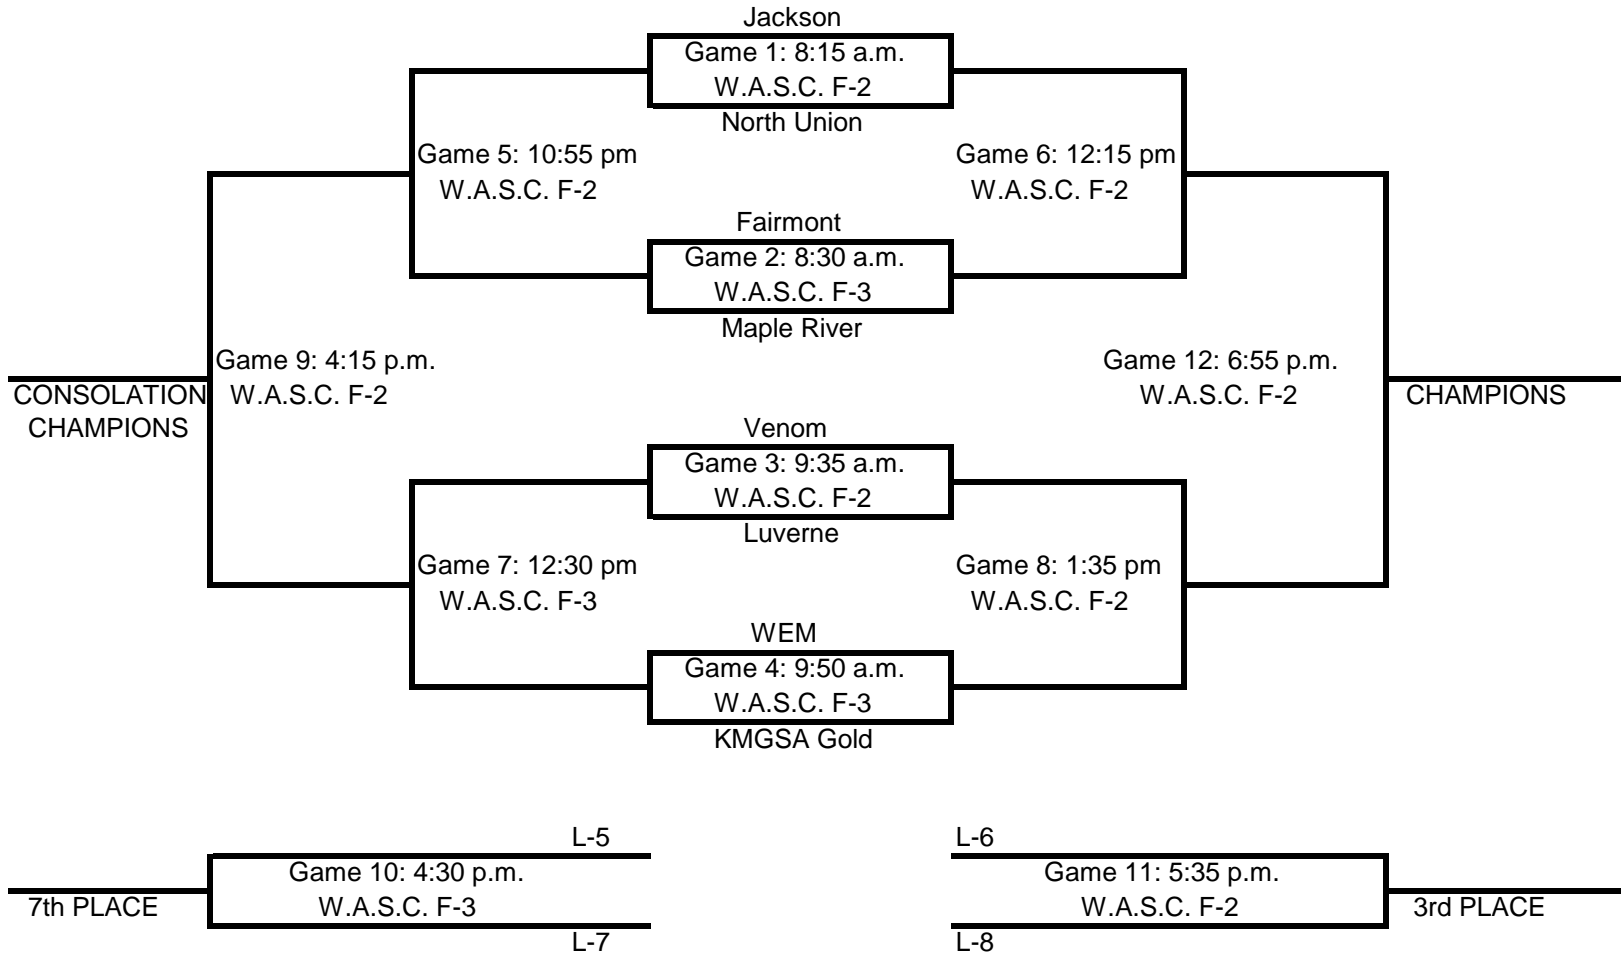 Jackson
Game 1: 8:15 a.m.
W.A.S.C. F-2
North Union
Game 5: 10:55 pm
W.A.S.C. F-2
Game 6: 12:15 pm
W.A.S.C. F-2
Fairmont
Game 2: 8:30 a.m.
W.A.S.C. F-3
Maple River
Game 9: 4:15 p.m.
W.A.S.C. F-2
Game 12: 6:55 p.m.
W.A.S.C. F-2
CONSOLATION
CHAMPIONS
CHAMPIONS
Venom
Game 3: 9:35 a.m.
W.A.S.C. F-2
Luverne
Game 7: 12:30 pm
W.A.S.C. F-3
Game 8: 1:35 pm
W.A.S.C. F-2
WEM
Game 4: 9:50 a.m.
W.A.S.C. F-3
KMGSA Gold
L-5
Game 10: 4:30 p.m.
W.A.S.C. F-3
7th PLACE
L-7
L-6
Game 11: 5:35 p.m.
W.A.S.C. F-2
3rd PLACE
L-8